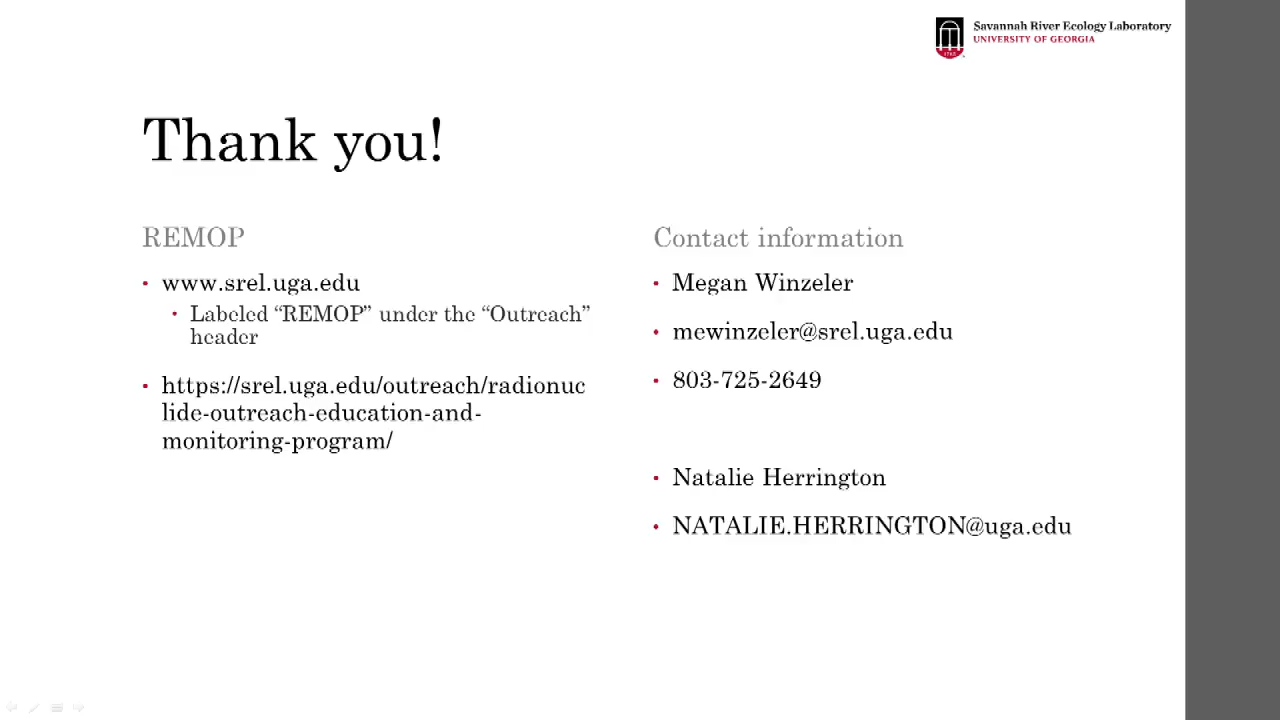 Savannah River Ecology Laboratory
UNIVERSITY OF GEORGIA
1785
Thank you!
REMOP
www.srel.uga.edu
Labeled “REMOP” under the “Outreach”
header
https://srel.uga.edu/outreach/radionuc
lide-outreach-education-and-
monitoring-program/
Contact information
Megan Winzeler
mewinzeler@srel.uga.edu
803-725-2649
Natalie Herrington
NATALIE.HERRINGTON@uga.edu